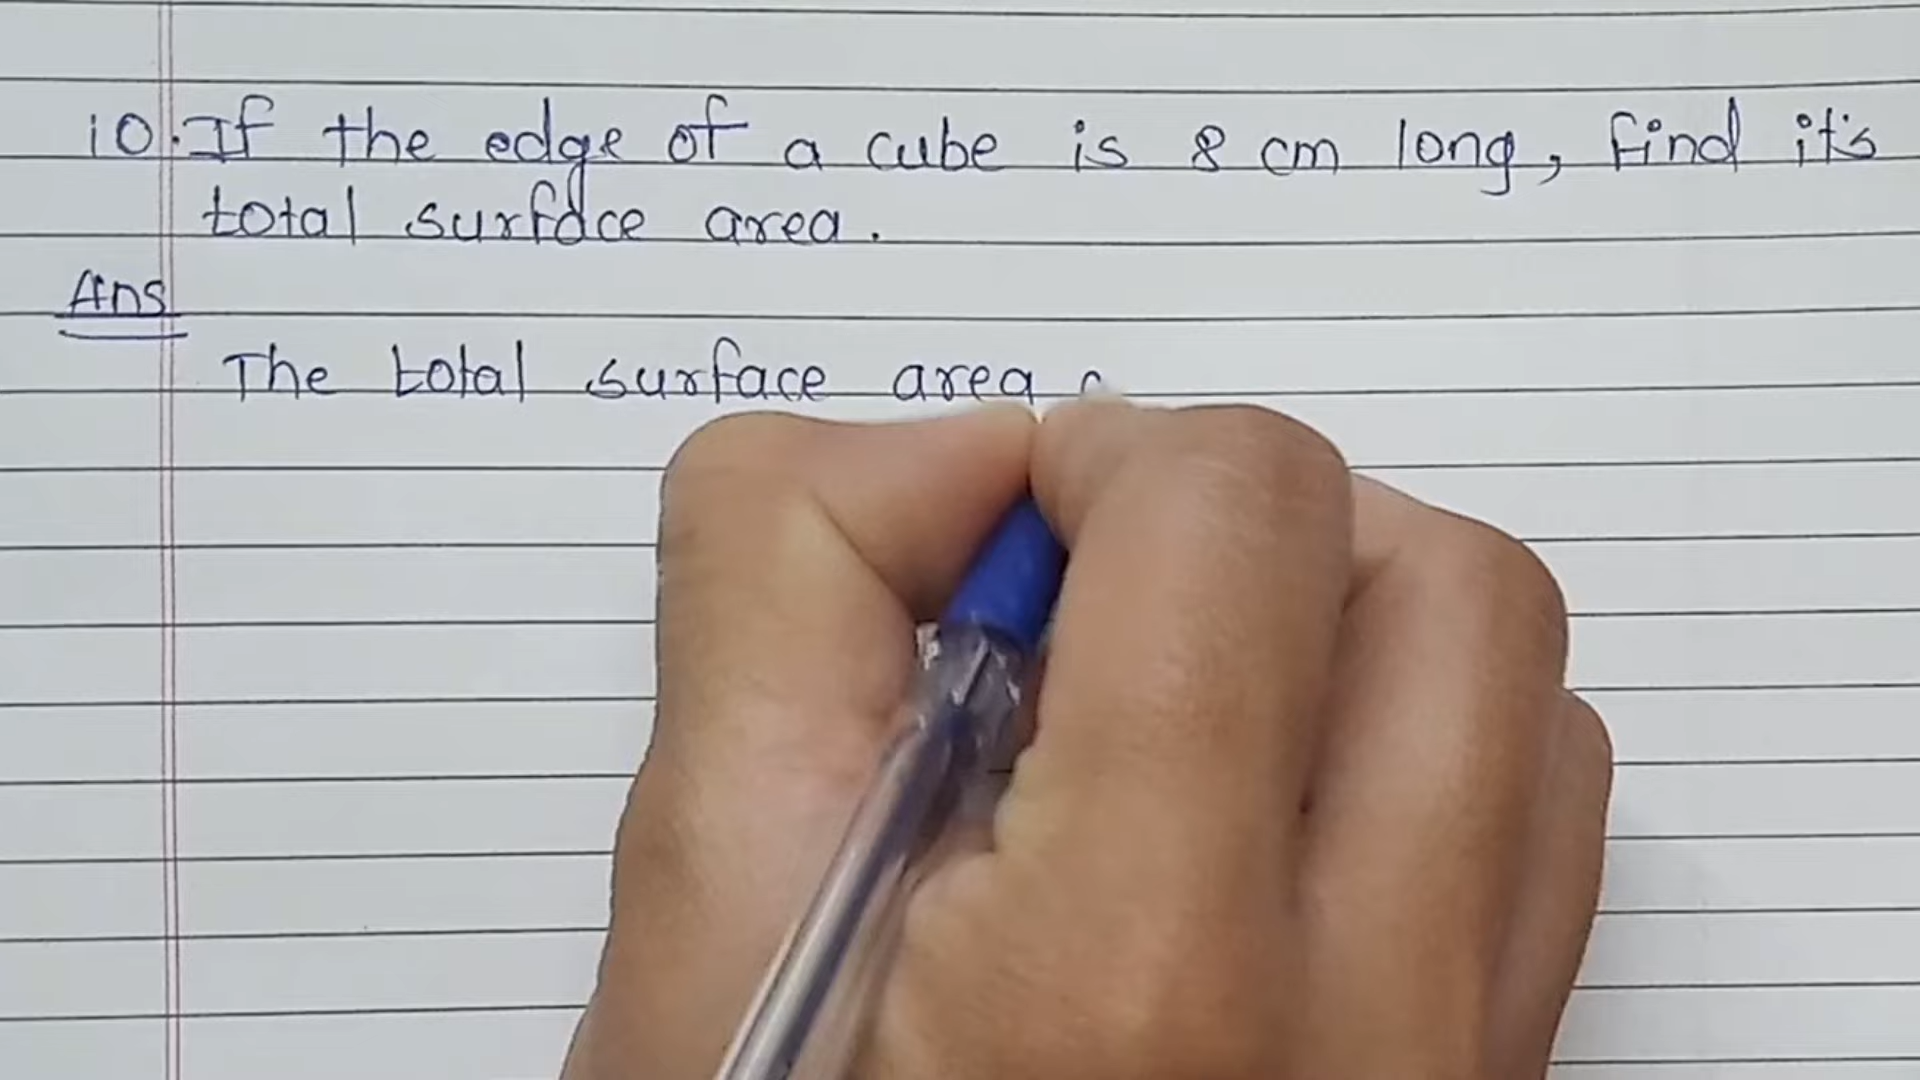 10. If the edge of a cube is 8 cm long, find it's
total surface area.
Ans
The total surface area